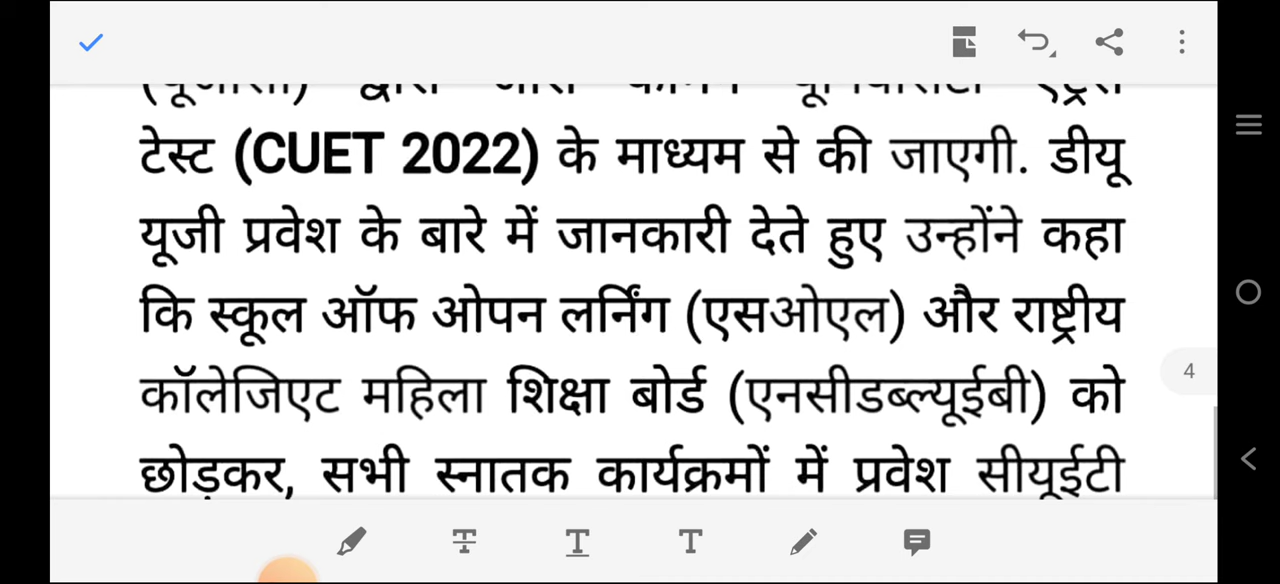 टेस्ट (CUET 2022) के माध्यम से की जाएगी. डीयू
यूजी प्रवेश के बारे में जानकारी देते हुए उन्होंने कहा
कि स्कूल ऑफ ओपन लर्निंग (एसओएल) और राष्ट्रीय
कॉलेजिएट महिला शिक्षा बोर्ड (एनसीडब्ल्यूईबी) को
4
छोड़कर, सभी स्नातक कार्यक्रमों में प्रवेश सीयूईटी